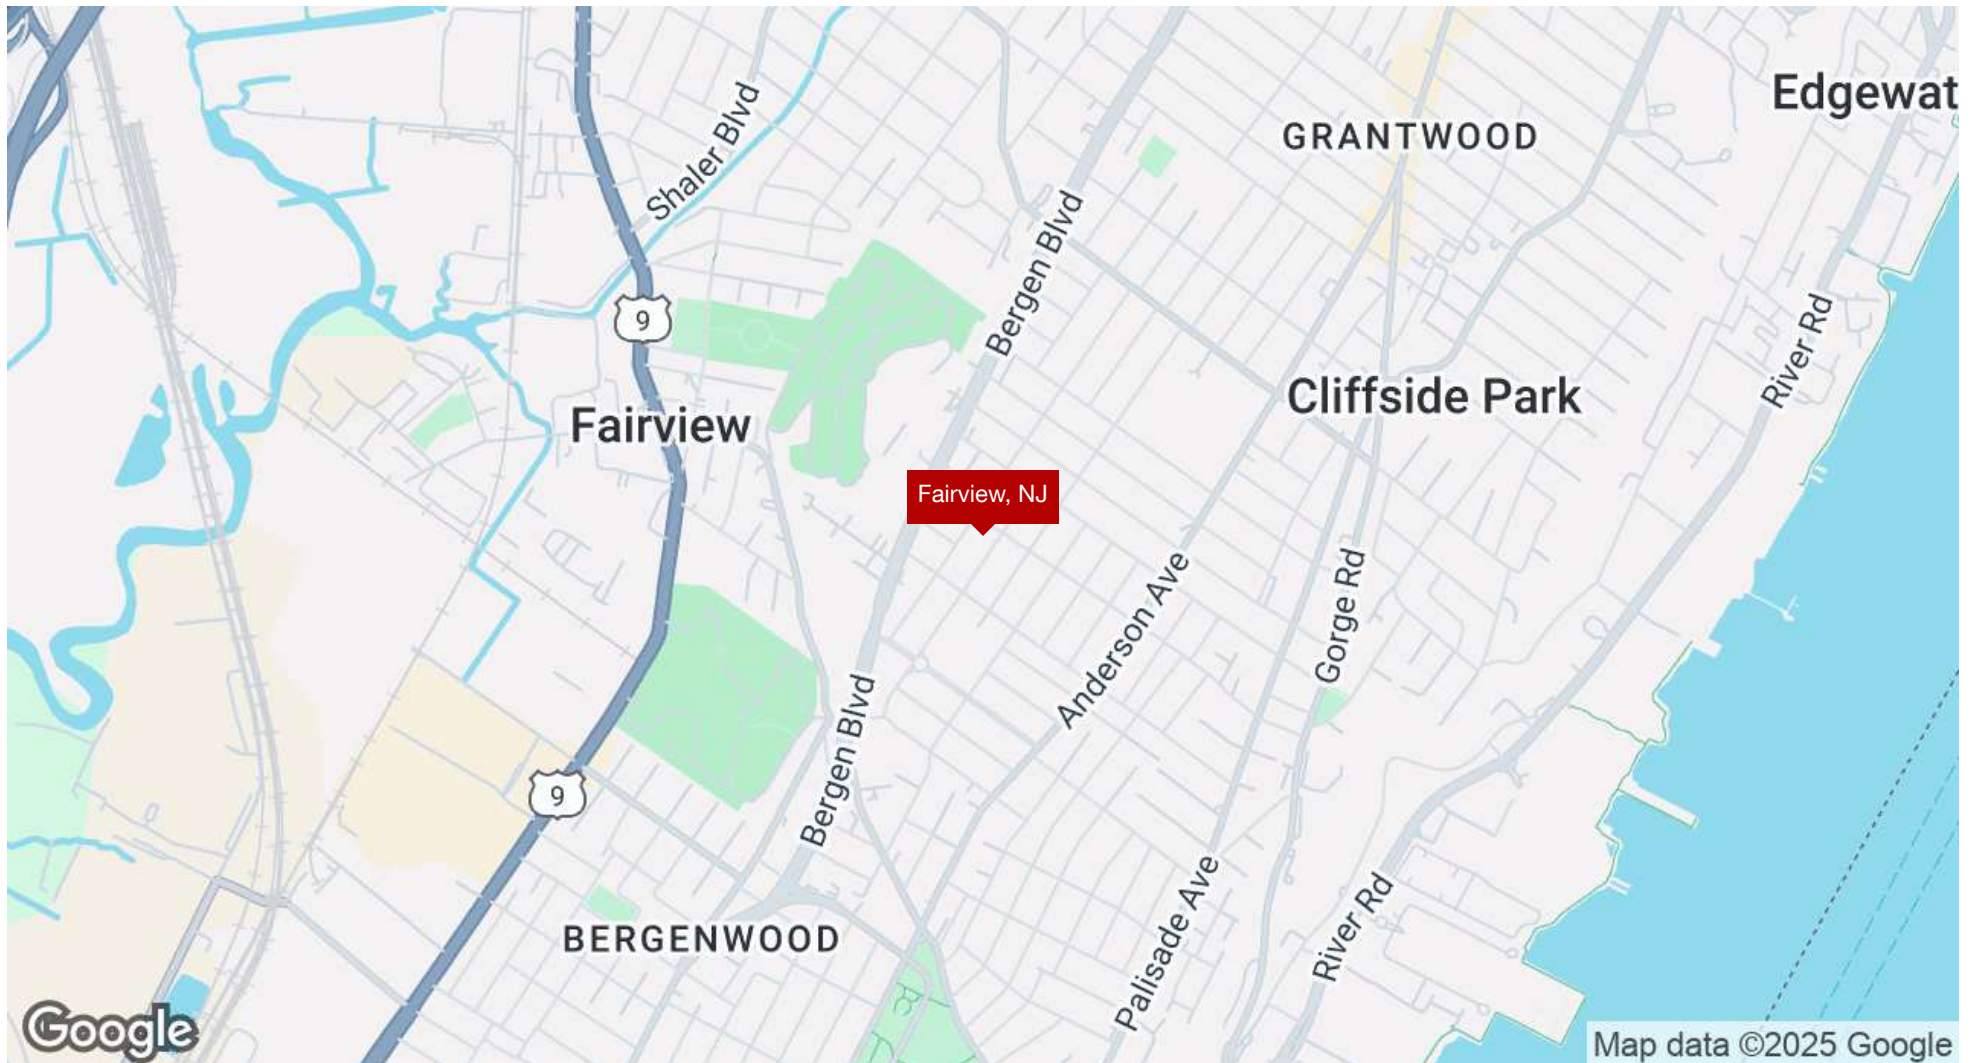 Edgewat
GRANTWOOD
Shaler Blvd
Bergen Blvd
9
River Rd
Cliffside Park
Fairview
Fairview, NJ
Anderson Ave
Gorge Rd
Bergen Blvd
9
Palisade Ave
River Rd
BERGENWOOD
Google
Map data ©2025 Google